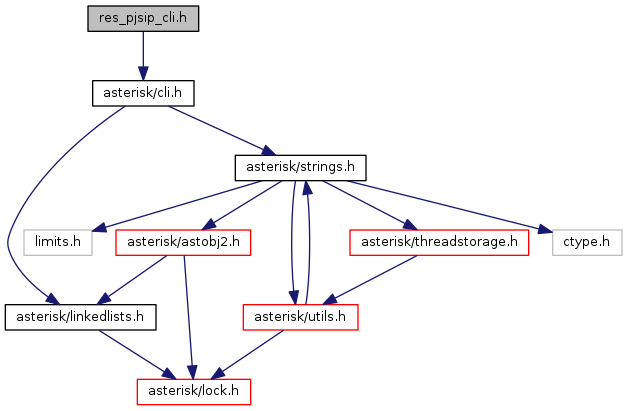 res_pjsip_cli.h
asterisk/cli.h
asterisk/strings.h
limits.h
asterisk/astobj2.h
asterisk/threadstorage.h
ctype.h
asterisk/linkedlists.h
asterisk/utils.h
asterisk/lock.h